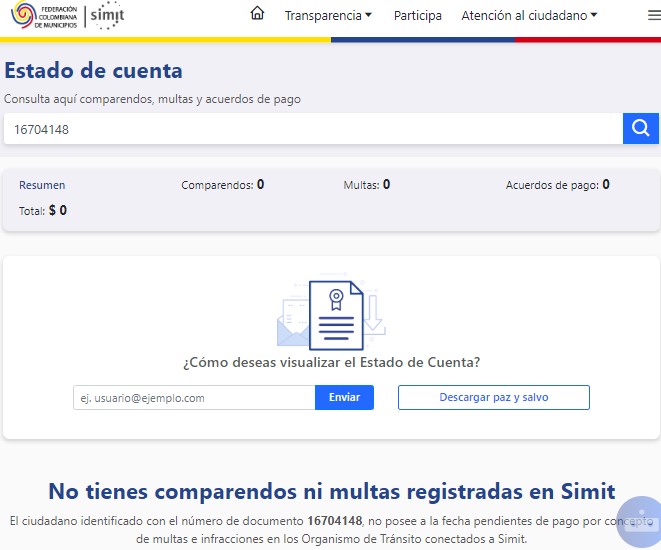 FEDERACIÓN
COLOMBIANA
DE MUNICIPIOS
simit
Transparencia Participa Atención al ciudadano
Estado de cuenta
Consulta aquí comparendos, multas y acuerdos de pago
16704148
Resumen Comparendos: 0 Multas: 0 Acuerdos de pago: 0
Total: $ 0
¿Cómo deseas visualizar el Estado de Cuenta?
ej. usuario@ejemplo.com Enviar Descargar paz y salvo
No tienes comparendos ni multas registradas en Simit
El ciudadano identificado con el número de documento 16704148, no posee a la fecha pendientes de pago por concepto
de multas e infracciones en los Organismo de Tránsito conectados a Simit.